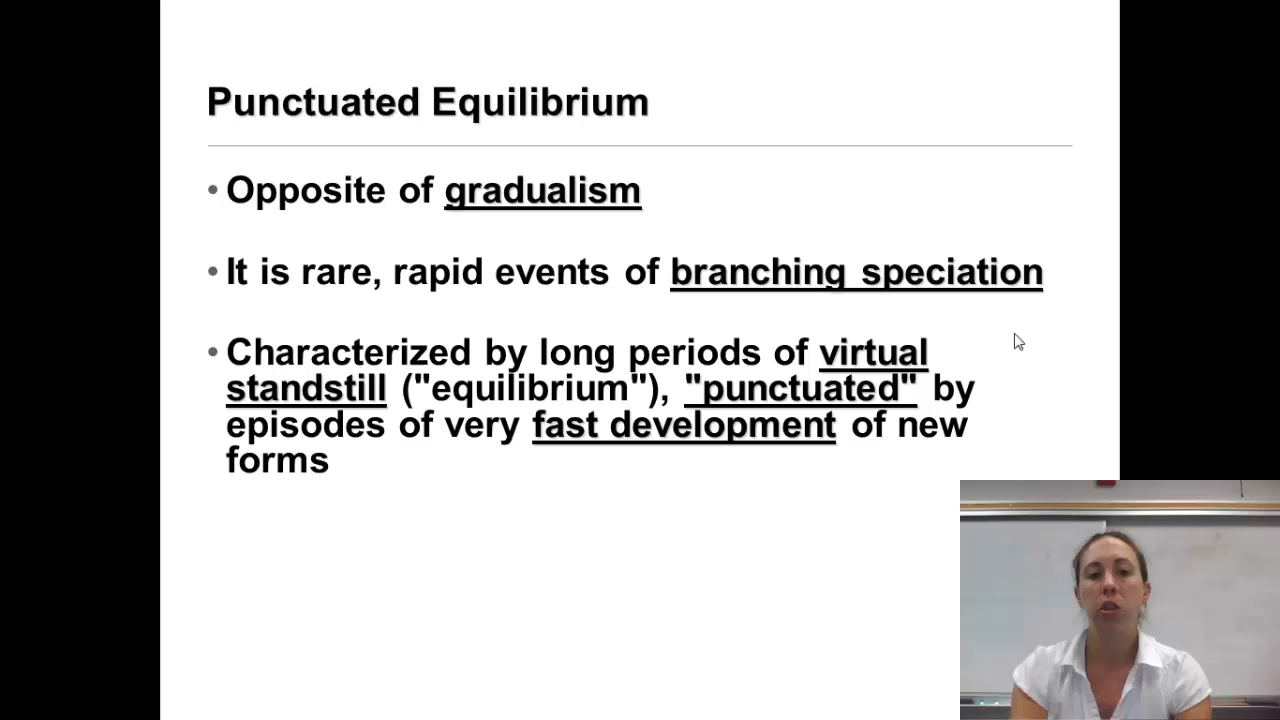 Punctuated Equilibrium
• Opposite of gradualism
• It is rare, rapid events of branching speciation
• Characterized by long periods of virtual
standstill ("equilibrium"), "punctuated" by
episodes of very fast development of new
forms